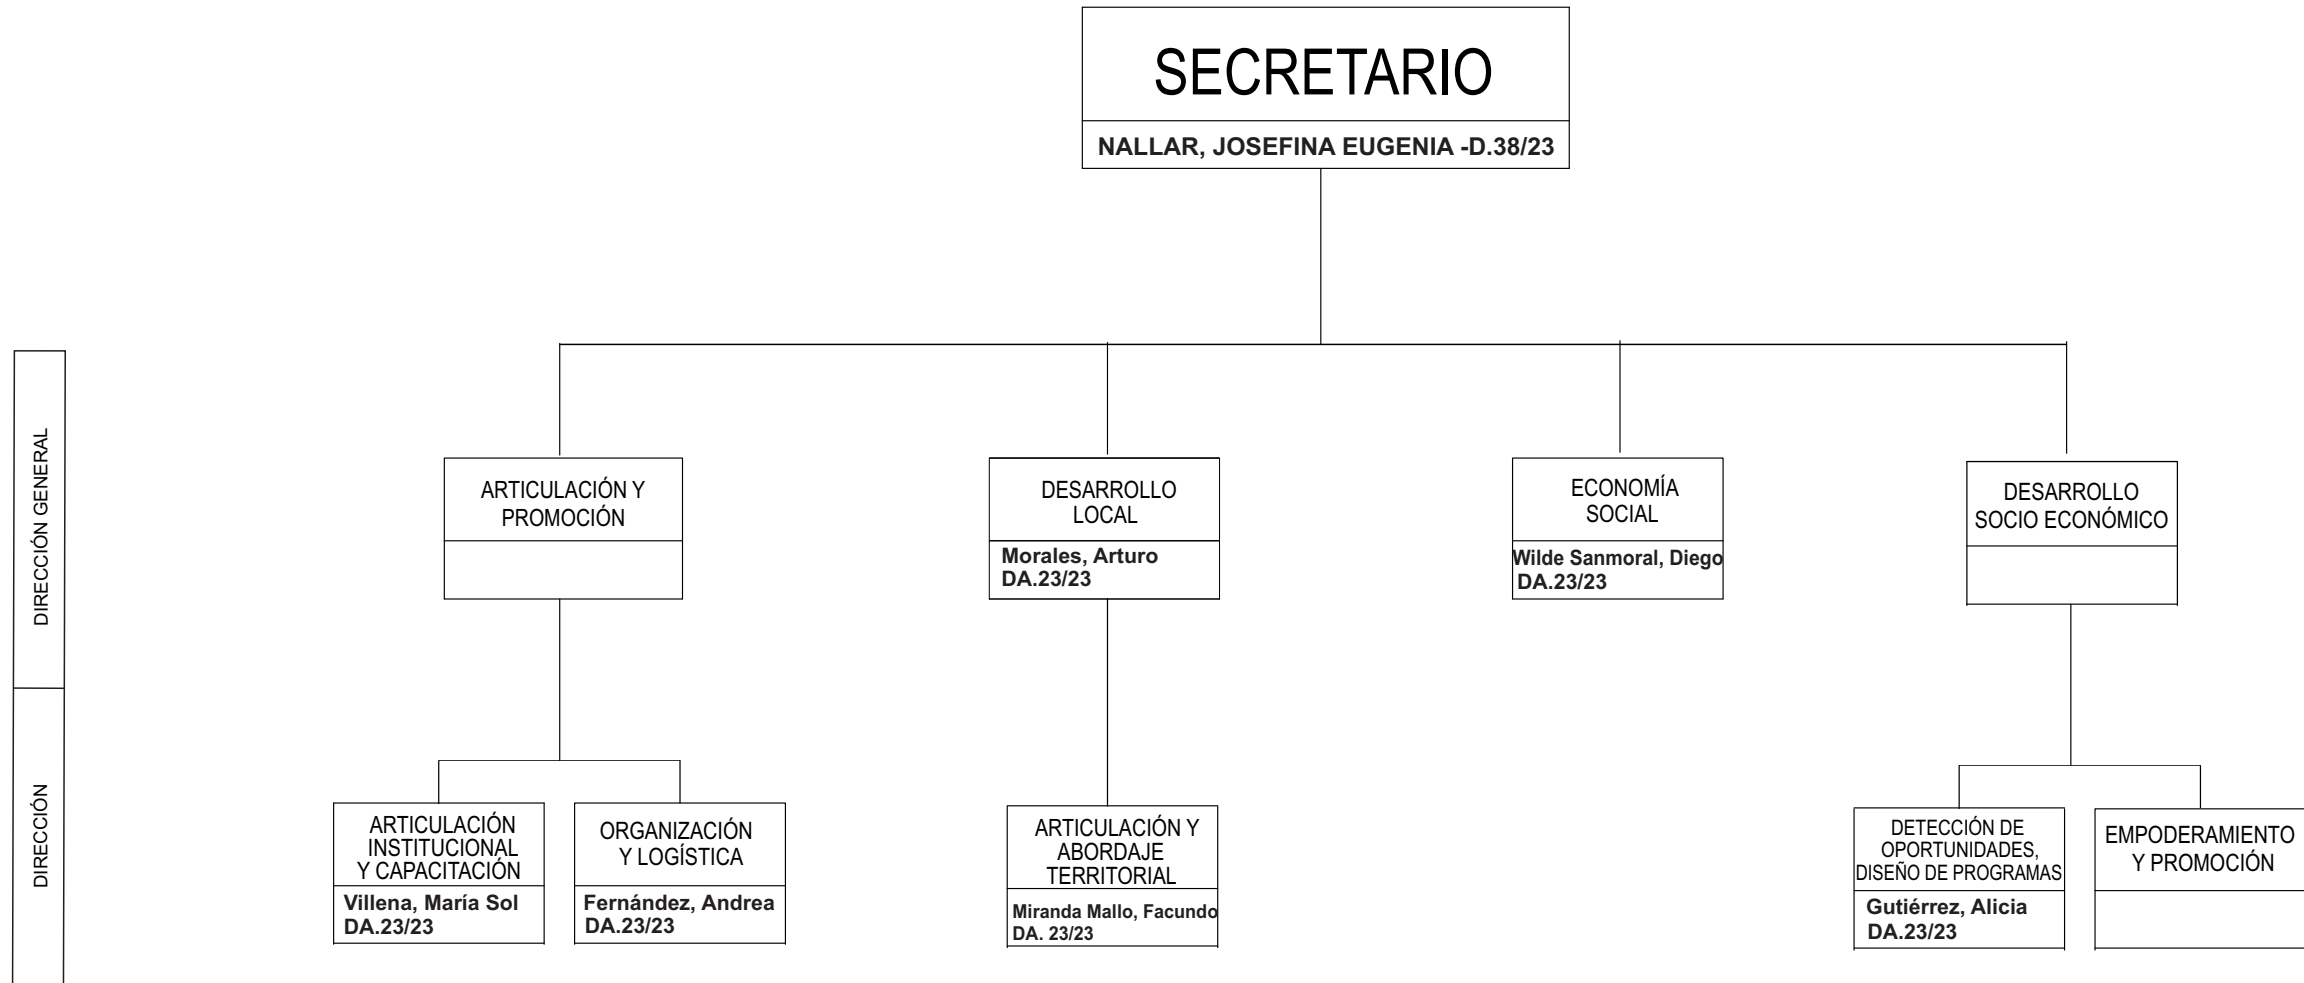 SECRETARIO
NALLAR, JOSEFINA EUGENIA -D.38/23
DIRECCIÓN GENERAL
ARTICULACIÓN Y
PROMOCIÓN
DESARROLLO
LOCAL
Morales, Arturo
DA.23/23
ECONOMÍA
SOCIAL
Wilde Sanmoral, Diego
DA.23/23
DESARROLLO
SOCIO ECONÓMICO
DIRECCIÓN
ARTICULACIÓN
INSTITUCIONAL
Y CAPACITACIÓN
Villena, María Sol
DA.23/23
ORGANIZACIÓN
Y LOGÍSTICA
Fernández, Andrea
DA.23/23
ARTICULACIÓN Y
ABORDAJE
TERRITORIAL
Miranda Mallo, Facundo
DA. 23/23
DETECCIÓN DE
OPORTUNIDADES,
DISEÑO DE PROGRAMAS
Gutiérrez, Alicia
DA.23/23
EMPODERAMIENTO
Y PROMOCIÓN